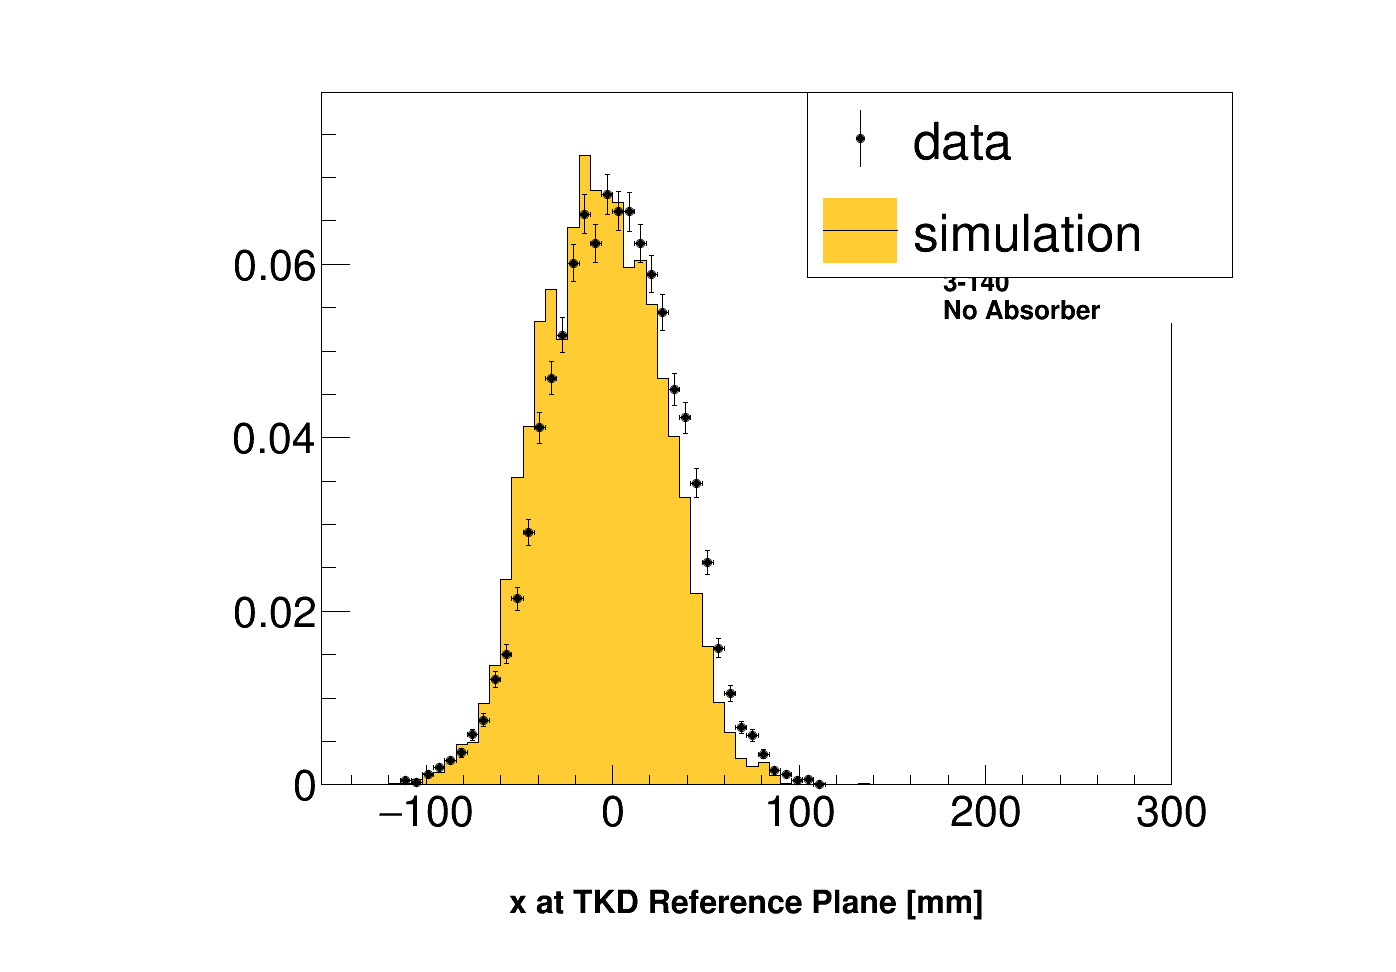 data
simulation
3-140
No Absorber
0.06
0.04
0.02
0
−100 0 100 200 300
x at TKD Reference Plane [mm]